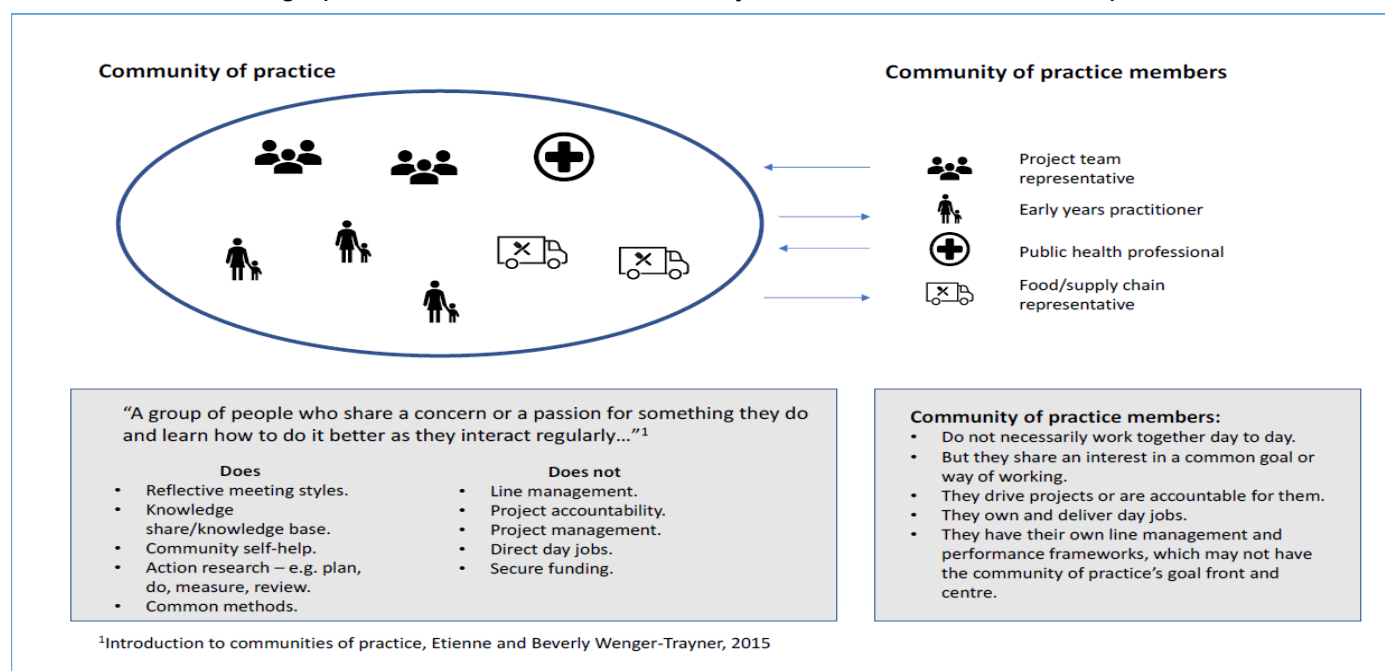 Community of practice
Community of practice members
Project team
representative
Early years practitioner
Public health professional
Food/supply chain
representative
“A group of people who share a concern or a passion for something they do
and learn how to do it better as they interact regularly…”1
Does
• Reflective meeting styles.
• Knowledge
share/knowledge base.
• Community self-help.
• Action research – e.g. plan,
do, measure, review.
• Common methods.
Does not
• Line management.
• Project accountability.
• Project management.
• Direct day jobs.
• Secure funding.
Community of practice members:
• Do not necessarily work together day to day.
• But they share an interest in a common goal or
way of working.
• They drive projects or are accountable for them.
• They own and deliver day jobs.
• They have their own line management and
performance frameworks, which may not have
the community of practice’s goal front and
centre.
1Introduction to communities of practice, Etienne and Beverly Wenger-Trayner, 2015